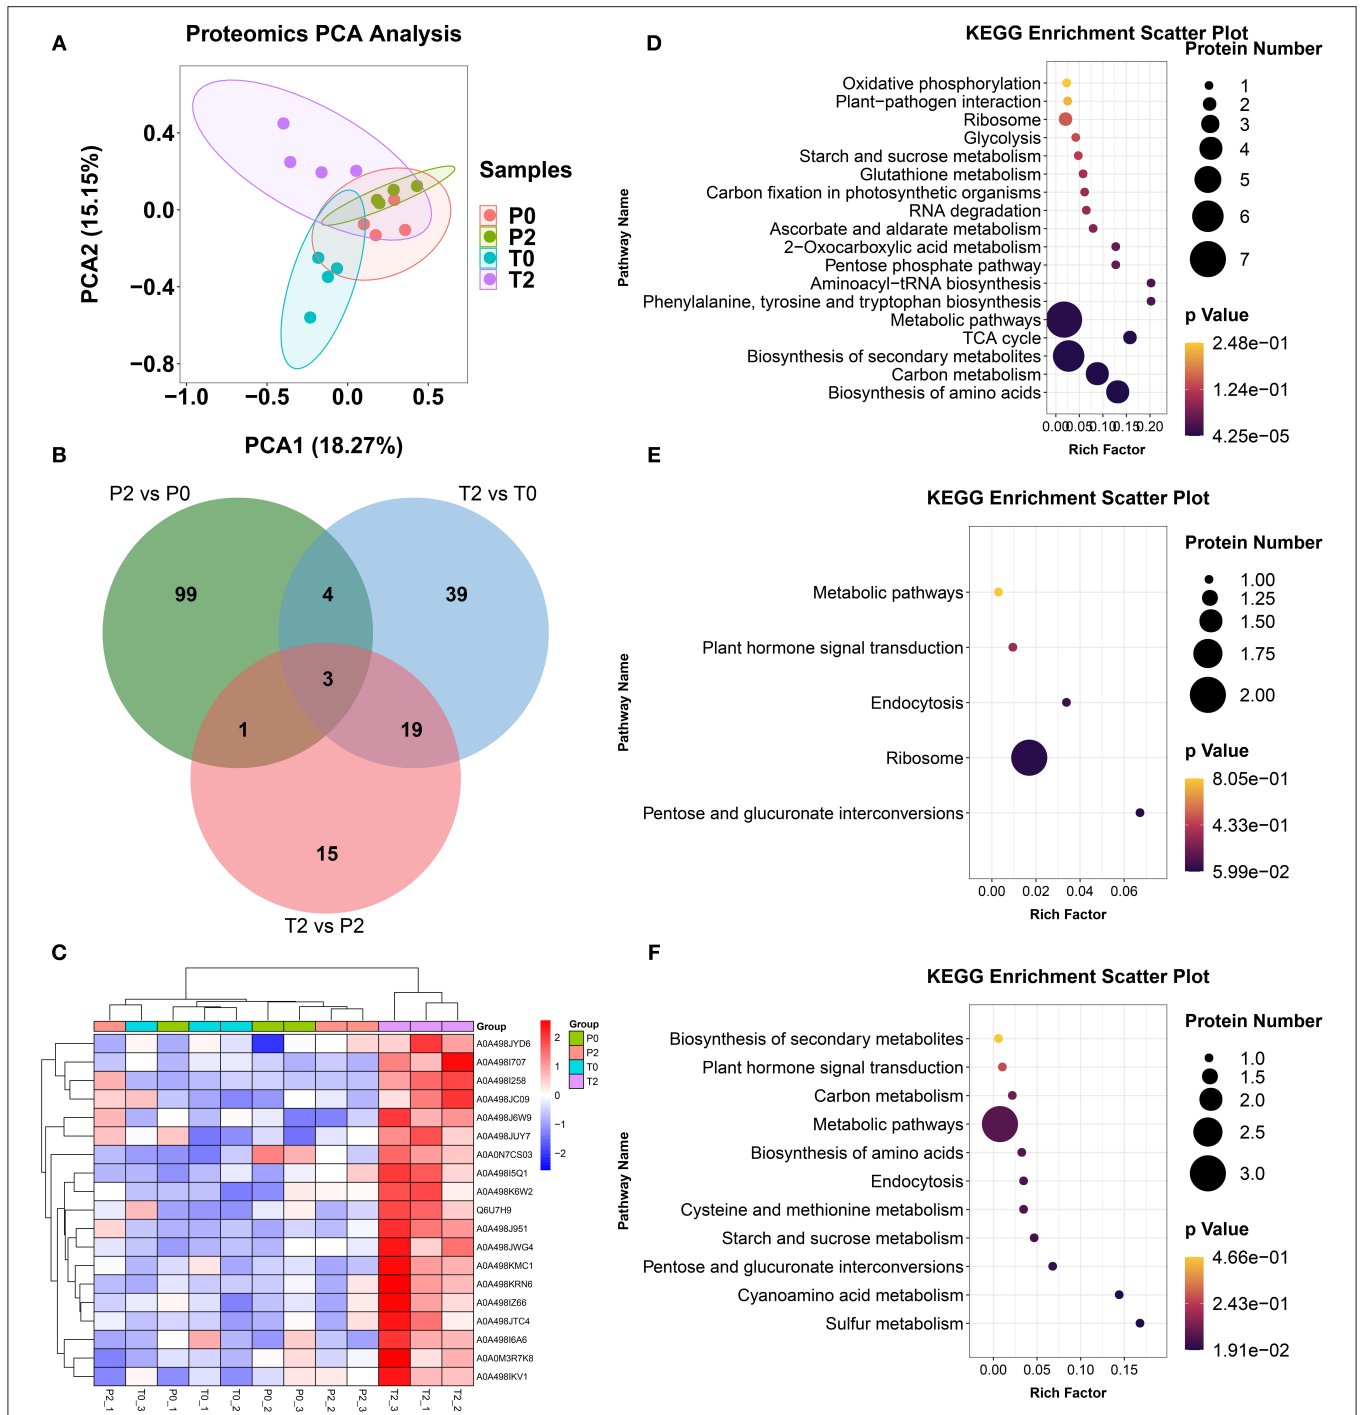 A
Proteomics PCA Analysis
PCA2 (15.15%)
0.4
0.0
−0.4
−0.8
−1.0
−0.5
0.0
0.5
PCA1 (18.27%)
Samples
P0
P2
T0
T2
B
P2 vs P0
T2 vs T0
99
4
39
3
1
19
15
T2 vs P2
C
Group
A0A498JYD6
A0A498I707
A0A498I258
A0A498JC09
A0A498J6W9
A0A498JUY7
A0A0N7CS03
A0A498I5Q1
A0A498K6W2
Q6U7H9
A0A498J951
A0A498JWG4
A0A498KMC1
A0A498KRN6
A0A498IZ66
A0A498JTC4
A0A498I6A6
A0A0M3R7K8
A0A498IKV1
P2_1
T0_3
P0_1
T0_1
T0_2
P0_2
P0_3
P2_2
P2_3
T2_3
T2_1
T2_2
2
1
0
−1
−2
Group
P0
P2
T0
T2
D
KEGG Enrichment Scatter Plot
Pathway Name
Oxidative phosphorylation
Plant−pathogen interaction
Ribosome
Glycolysis
Starch and sucrose metabolism
Glutathione metabolism
Carbon fixation in photosynthetic organisms
RNA degradation
Ascorbate and aldarate metabolism
2−Oxocarboxylic acid metabolism
Pentose phosphate pathway
Aminoacyl−tRNA biosynthesis
Phenylalanine, tyrosine and tryptophan biosynthesis
Metabolic pathways
TCA cycle
Biosynthesis of secondary metabolites
Carbon metabolism
Biosynthesis of amino acids
0.00
0.05
0.10
0.15
0.20
Rich Factor
Protein Number
1
2
3
4
5
6
7
p Value
2.48e−01
1.24e−01
4.25e−05
E
KEGG Enrichment Scatter Plot
Pathway Name
Metabolic pathways
Plant hormone signal transduction
Endocytosis
Ribosome
Pentose and glucuronate interconversions
0.00
0.02
0.04
0.06
Rich Factor
Protein Number
1.00
1.25
1.50
1.75
2.00
p Value
8.05e−01
4.33e−01
5.99e−02
F
KEGG Enrichment Scatter Plot
Pathway Name
Biosynthesis of secondary metabolites
Plant hormone signal transduction
Carbon metabolism
Metabolic pathways
Biosynthesis of amino acids
Endocytosis
Cysteine and methionine metabolism
Starch and sucrose metabolism
Pentose and glucuronate interconversions
Cyanoamino acid metabolism
Sulfur metabolism
0.00
0.05
0.10
0.15
Rich Factor
Protein Number
1.0
1.5
2.0
2.5
3.0
p Value
4.66e−01
2.43e−01
1.91e−02